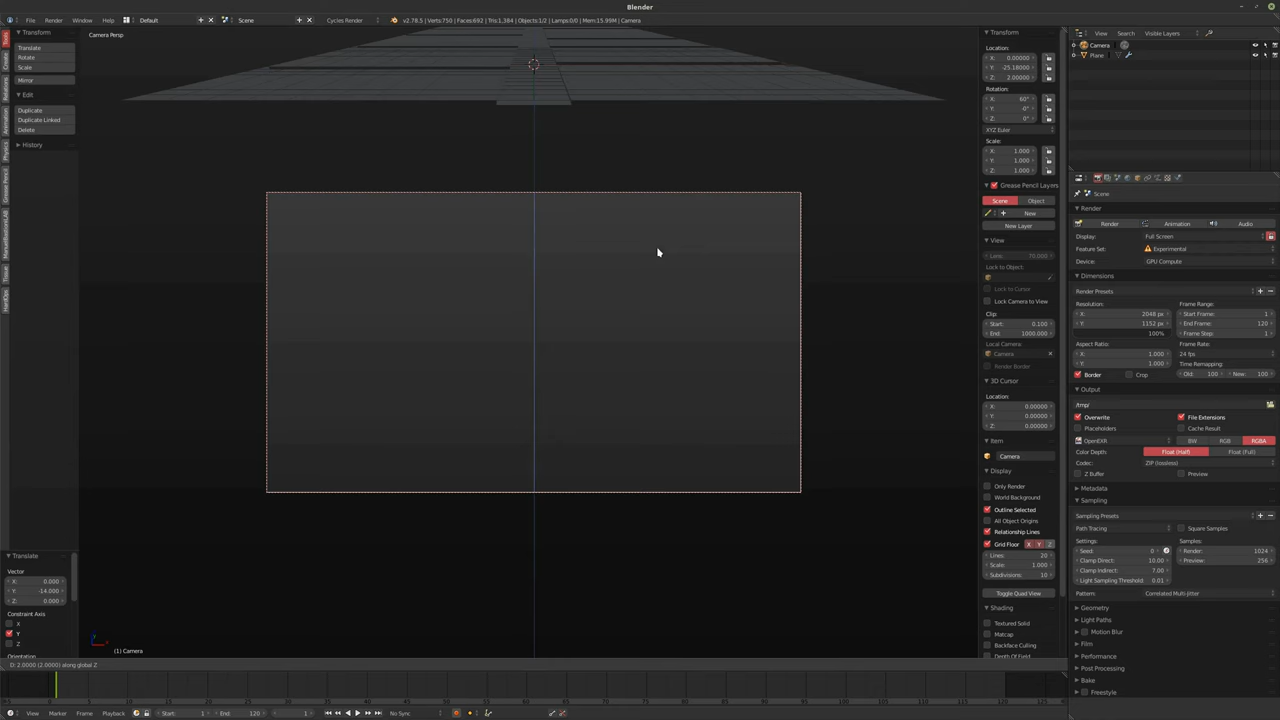 Blender
File Render Window Help Default Scene Cycles Render v2.78.5 | Verts:750 | Faces:692 | Tris:1,384 | Objects:1/2 | Lamps:0/0 | Mem:15.99M | Camera
Tools
Create
Relations
Animation
Physics
Grease Pencil
Tissue
HardOps
Transform
Translate
Rotate
Scale
Mirror
Edit
Duplicate
Duplicate Linked
Delete
History
Translate
Vector
X: 0.000
Y: -14.000
Z: 0.000
Constraint Axis
X
Y
Z
Orientation
Camera Persp
(1) Camera
D: 2.0000 (2.0000) along global Z
Transform
Location:
X: 0.00000
Y: -25.18000
Z: 2.00000
Rotation:
X: 60°
Y: 0°
Z: 0°
XYZ Euler
Scale:
X: 1.000
Y: 1.000
Z: 1.000
Grease Pencil Layers
Scene Object
New
New Layer
View
Lens: 70.000
Lock to Object:
Lock to Cursor
Lock Camera to View
Clip:
Start: 0.100
End: 1000.000
Local Camera:
Camera
Render Border
3D Cursor
Location:
X: 0.00000
Y: 0.00000
Z: 0.00000
Item
Camera
Display
Only Render
World Background
Outline Selected
All Object Origins
Relationship Lines
Grid Floor X Y Z
Lines: 20
Scale: 1.000
Subdivisions: 10
Toggle Quad View
Shading
Textured Solid
Matcap
Backface Culling
Depth Of Field
View Search Visible Layers
Camera
Plane
Scene
Render
Render Animation Audio
Display: Full Screen
Feature Set: Experimental
Device: GPU Compute
Dimensions
Render Presets
Resolution: Frame Range:
X: 2048 px Start Frame: 1
Y: 1152 px End Frame: 120
100% Frame Step: 1
Aspect Ratio: Frame Rate:
X: 1.000 24 fps
Y: 1.000 Time Remapping:
Border Crop Old: 100 New: 100
Output
/tmp/
Overwrite File Extensions
Placeholders Cache Result
OpenEXR BW RGB RGBA
Color Depth: Float (Half) Float (Full)
Codec: ZIP (lossless)
Z Buffer Preview
Metadata
Sampling
Sampling Presets
Path Tracing Square Samples
Settings: Samples:
Seed: 0 Render: 1024
Clamp Direct: 10.00 Preview: 256
Clamp Indirect: 7.00
Light Sampling Threshold: 0.01
Pattern: Correlated Multi-Jitter
Geometry
Light Paths
Motion Blur
Film
Performance
Post Processing
Bake
Freestyle
View Marker Frame Playback Start: 1 End: 120 1 No Sync